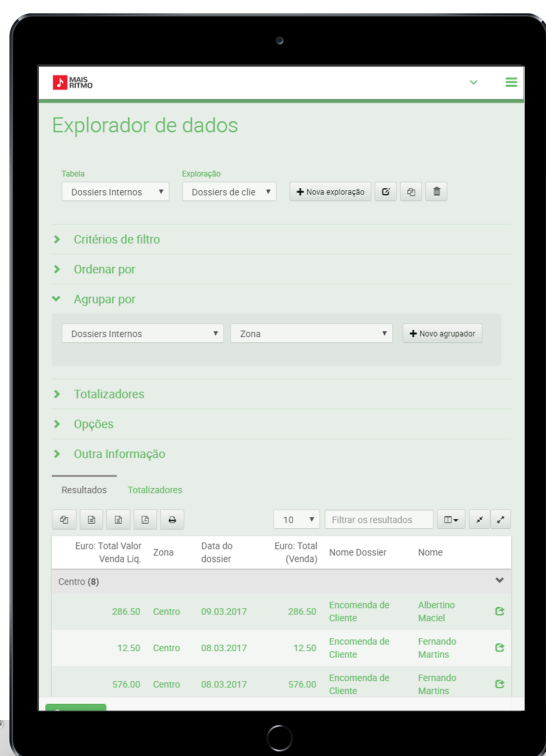 MAIS
RITMO
Explorador de dados
Tabela Exploração
Dossiers Internos Dossiers de clie Nova exploração
Critérios de filtro
Ordenar por
Agrupar por
Dossiers Internos Zona Novo agrupador
Totalizadores
Opções
Outra Informação
Resultados Totalizadores
10 Filtrar os resultados
Euro: Total Valor Venda Liq. Zona Data do dossier Euro: Total (Venda) Nome Dossier Nome
Centro (8)
286.50 Centro 09.03.2017 286.50 Encomenda de Cliente Albertino Maciel
12.50 Centro 08.03.2017 12.50 Encomenda de Cliente Fernando Martins
576.00 Centro 08.03.2017 576.00 Encomenda de Cliente Fernando Martins